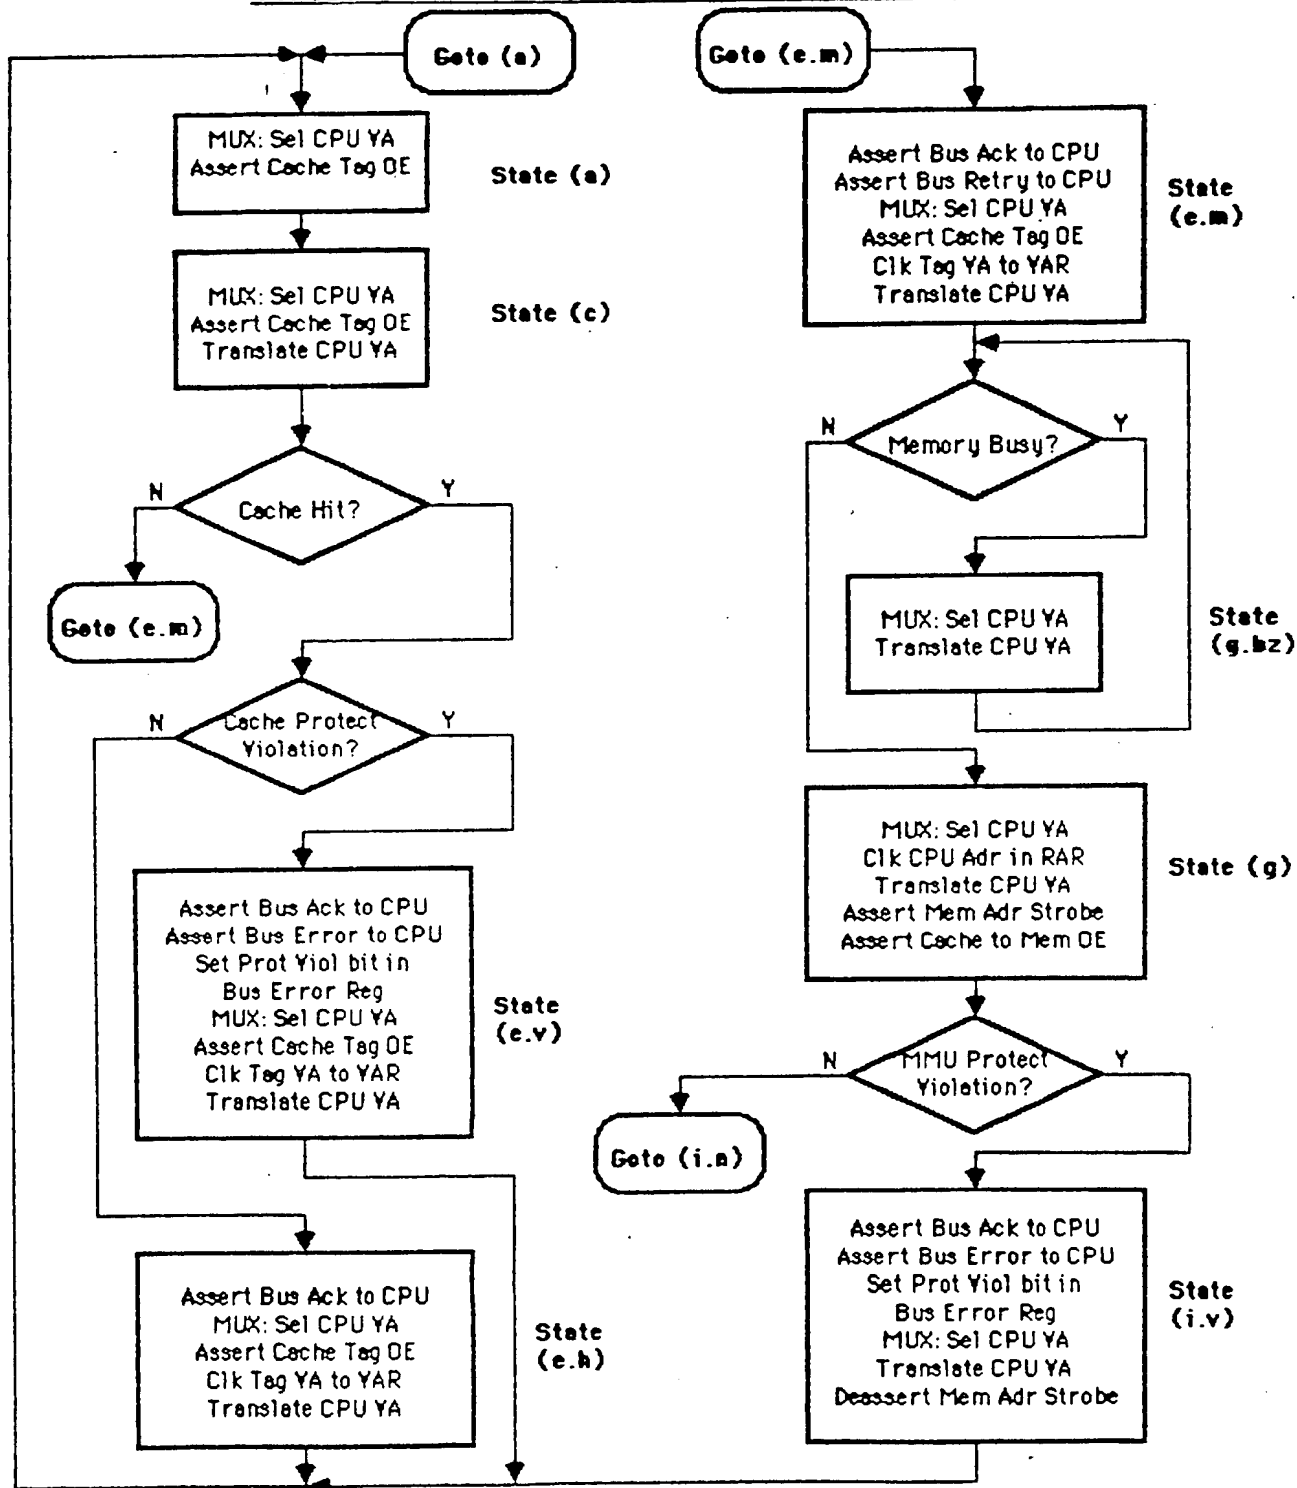 Goto (a)
MUX: Sel CPU VA
Assert Cache Tag OE
State (a)
MUX: Sel CPU VA
Assert Cache Tag OE
Translate CPU VA
State (c)
Cache Hit?
N
Y
Goto (e.m)
Cache Protect
Violation?
N
Y
Assert Bus Ack to CPU
Assert Bus Error to CPU
Set Prot Viol bit in
Bus Error Reg
MUX: Sel CPU VA
Assert Cache Tag OE
Clk Tag VA to VAR
Translate CPU VA
State
(e.v)
Assert Bus Ack to CPU
MUX: Sel CPU VA
Assert Cache Tag OE
Clk Tag VA to VAR
Translate CPU VA
State
(e.h)
Goto (e.m)
Assert Bus Ack to CPU
Assert Bus Retry to CPU
MUX: Sel CPU VA
Assert Cache Tag OE
Clk Tag VA to VAR
Translate CPU VA
State
(e.m)
N
Y
Memory Busy?
MUX: Sel CPU VA
Translate CPU VA
State
(g.bz)
MUX: Sel CPU VA
Clk CPU Adr in RAR
Translate CPU VA
Assert Mem Adr Strobe
Assert Cache to Mem OE
State (g)
N
Y
MMU Protect
Violation?
Goto (i.a)
Assert Bus Ack to CPU
Assert Bus Error to CPU
Set Prot Viol bit in
Bus Error Reg
MUX: Sel CPU VA
Translate CPU VA
Deassert Mem Adr Strobe
State
(i.v)